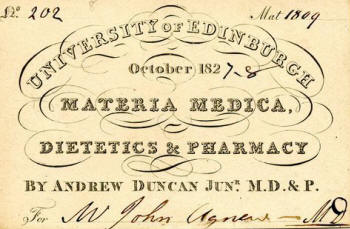 No. 202 Mat 1809
UNIVERSITY OF EDINBURGH
October 1827-8
MATERIA MEDICA,
DIETETICS & PHARMACY
BY ANDREW DUNCAN JUNR. M.D. & P.
For Mr John Agnew — MD